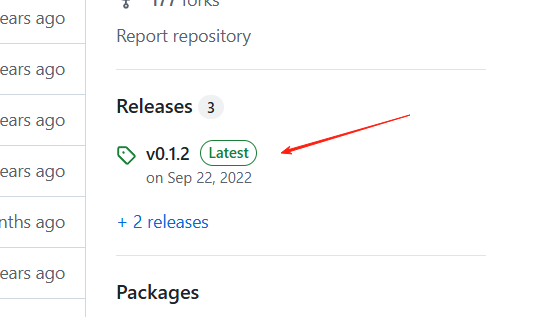 ears ago
177 forks
Report repository
ears ago
ears ago
Releases 3
ears ago
v0.1.2 Latest
on Sep 22, 2022
nths ago
+ 2 releases
ears ago
Packages